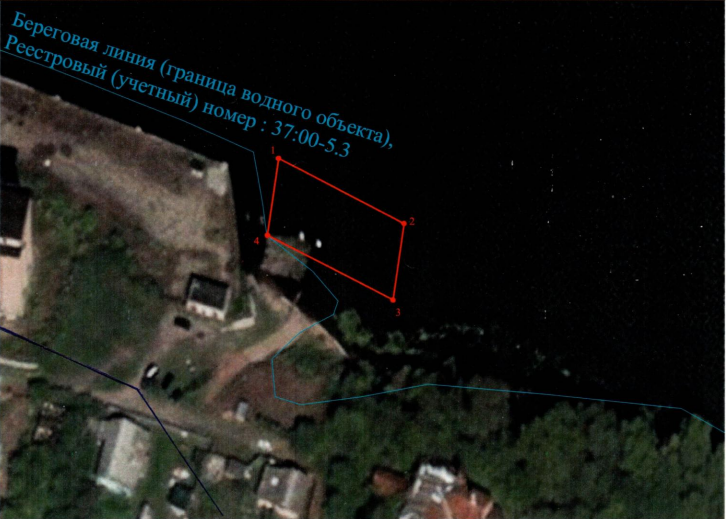 Береговая линия (граница водного объекта),
Реестровый (учетный) номер : 37:00-5.3
1
2
4
3